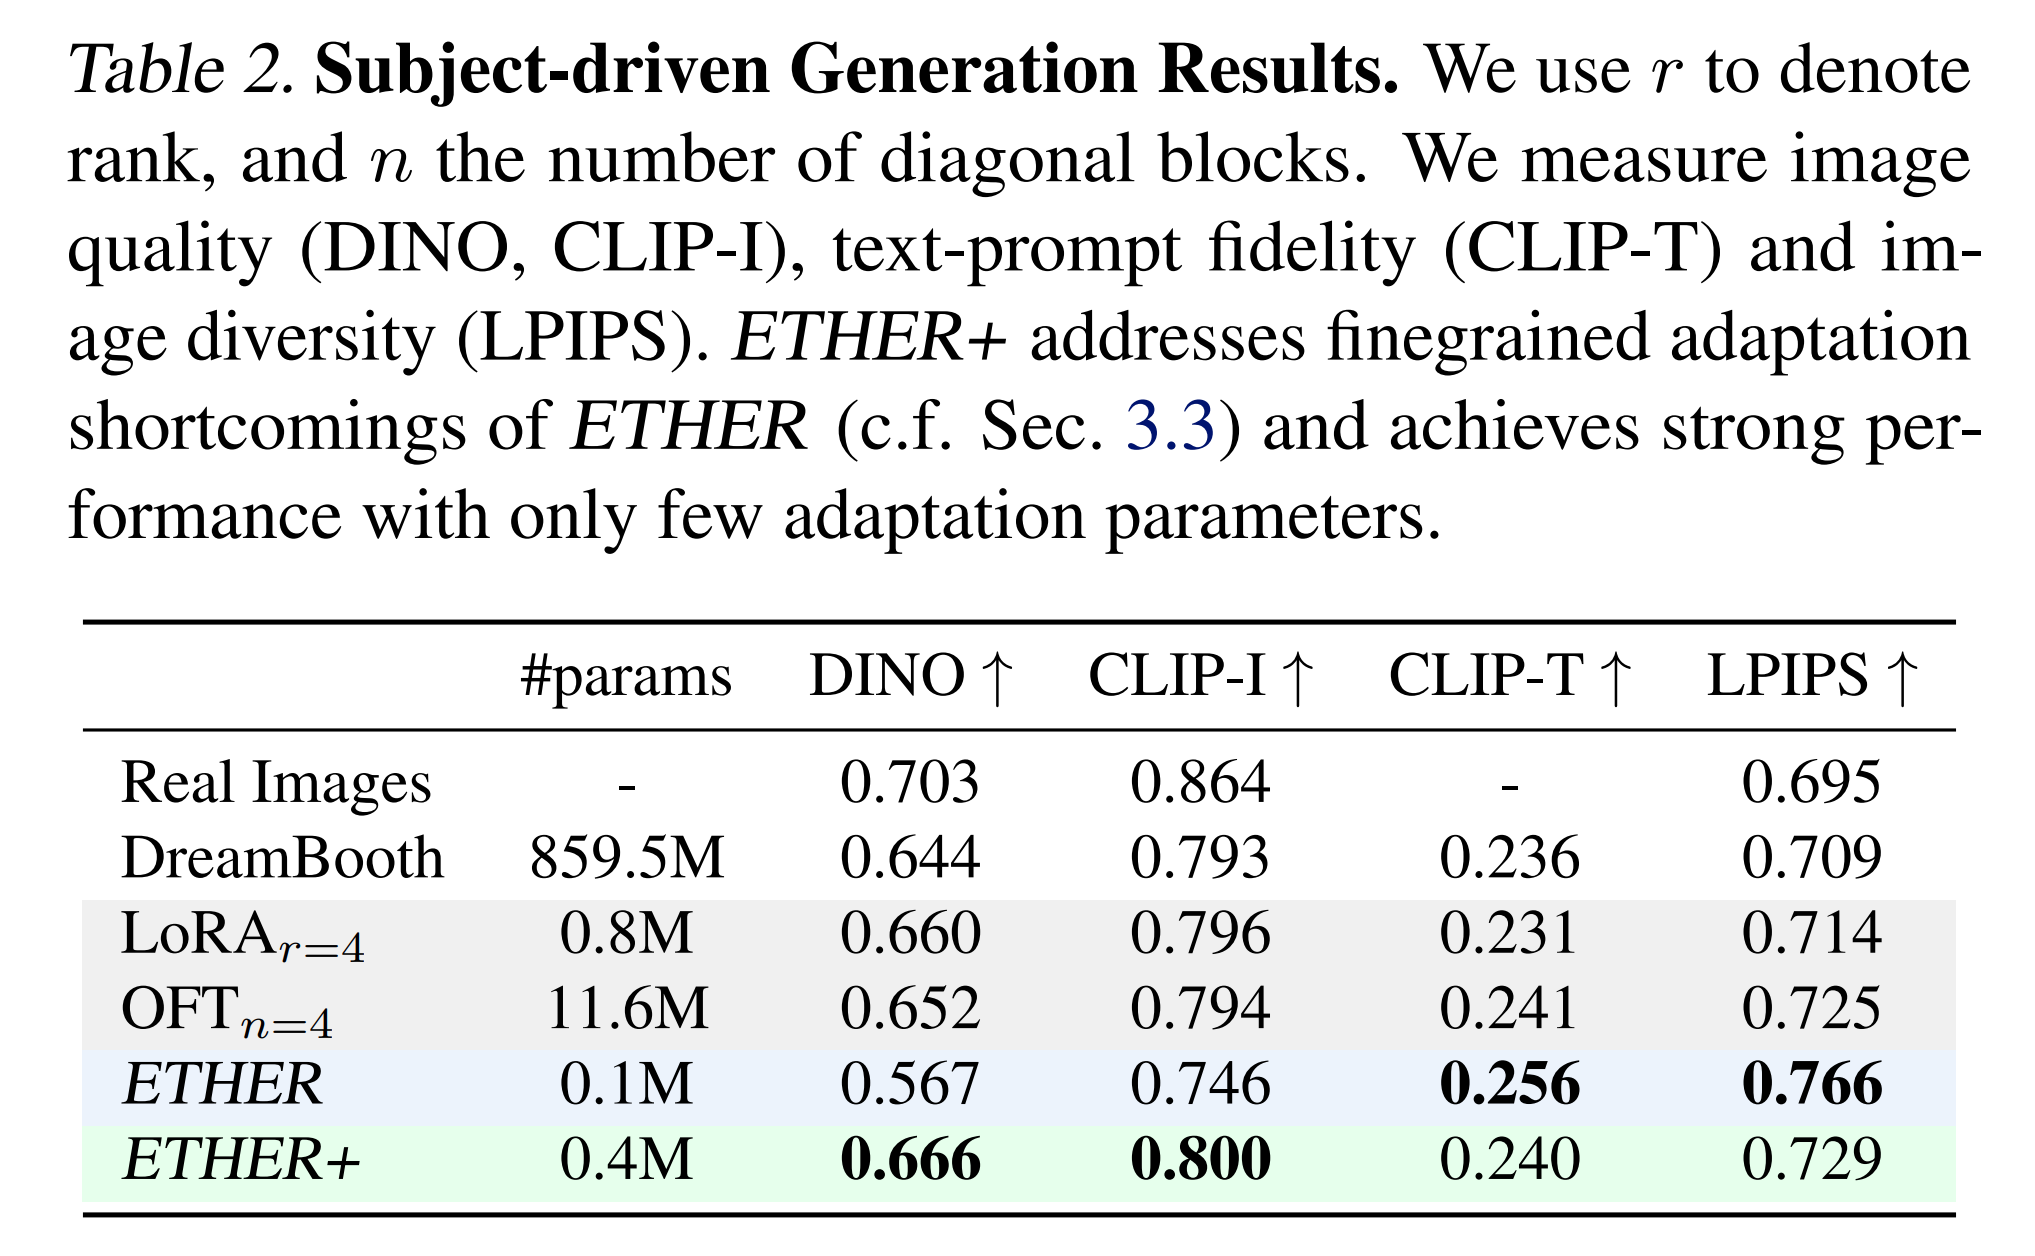 Table 2. Subject-driven Generation Results. We use r to denote
rank, and n the number of diagonal blocks. We measure image
quality (DINO, CLIP-I), text-prompt fidelity (CLIP-T) and im-
age diversity (LPIPS). ETHER+ addresses finegrained adaptation
shortcomings of ETHER (c.f. Sec. 3.3) and achieves strong per-
formance with only few adaptation parameters.
#params DINO ↑ CLIP-I ↑ CLIP-T ↑ LPIPS ↑
Real Images - 0.703 0.864 - 0.695
DreamBooth 859.5M 0.644 0.793 0.236 0.709
LoRA r=4 0.8M 0.660 0.796 0.231 0.714
OFT n=4 11.6M 0.652 0.794 0.241 0.725
ETHER 0.1M 0.567 0.746 0.256 0.766
ETHER+ 0.4M 0.666 0.800 0.240 0.729